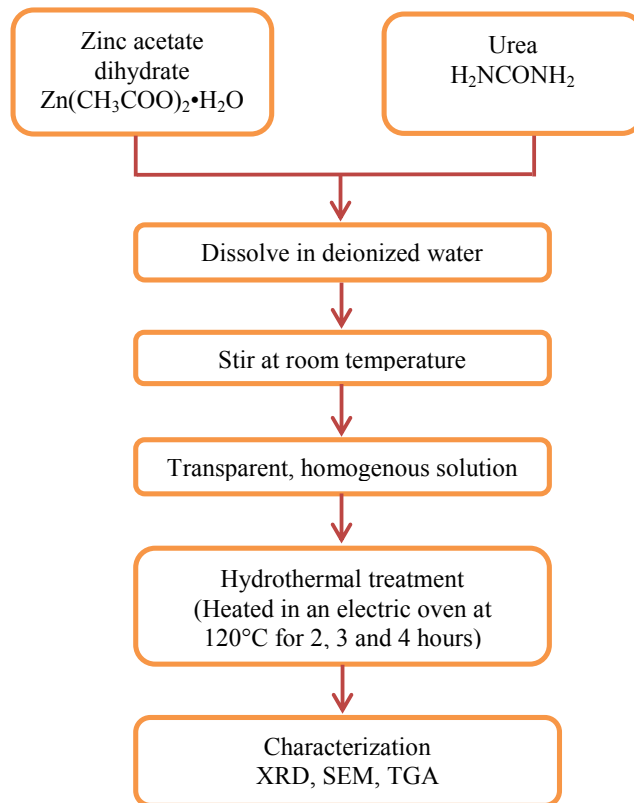 Zinc acetate
dihydrate
Zn(CH₃COO)₂•H₂O
Urea
H₂NCONH₂
Dissolve in deionized water
Stir at room temperature
Transparent, homogenous solution
Hydrothermal treatment
(Heated in an electric oven at
120°C for 2, 3 and 4 hours)
Characterization
XRD, SEM, TGA